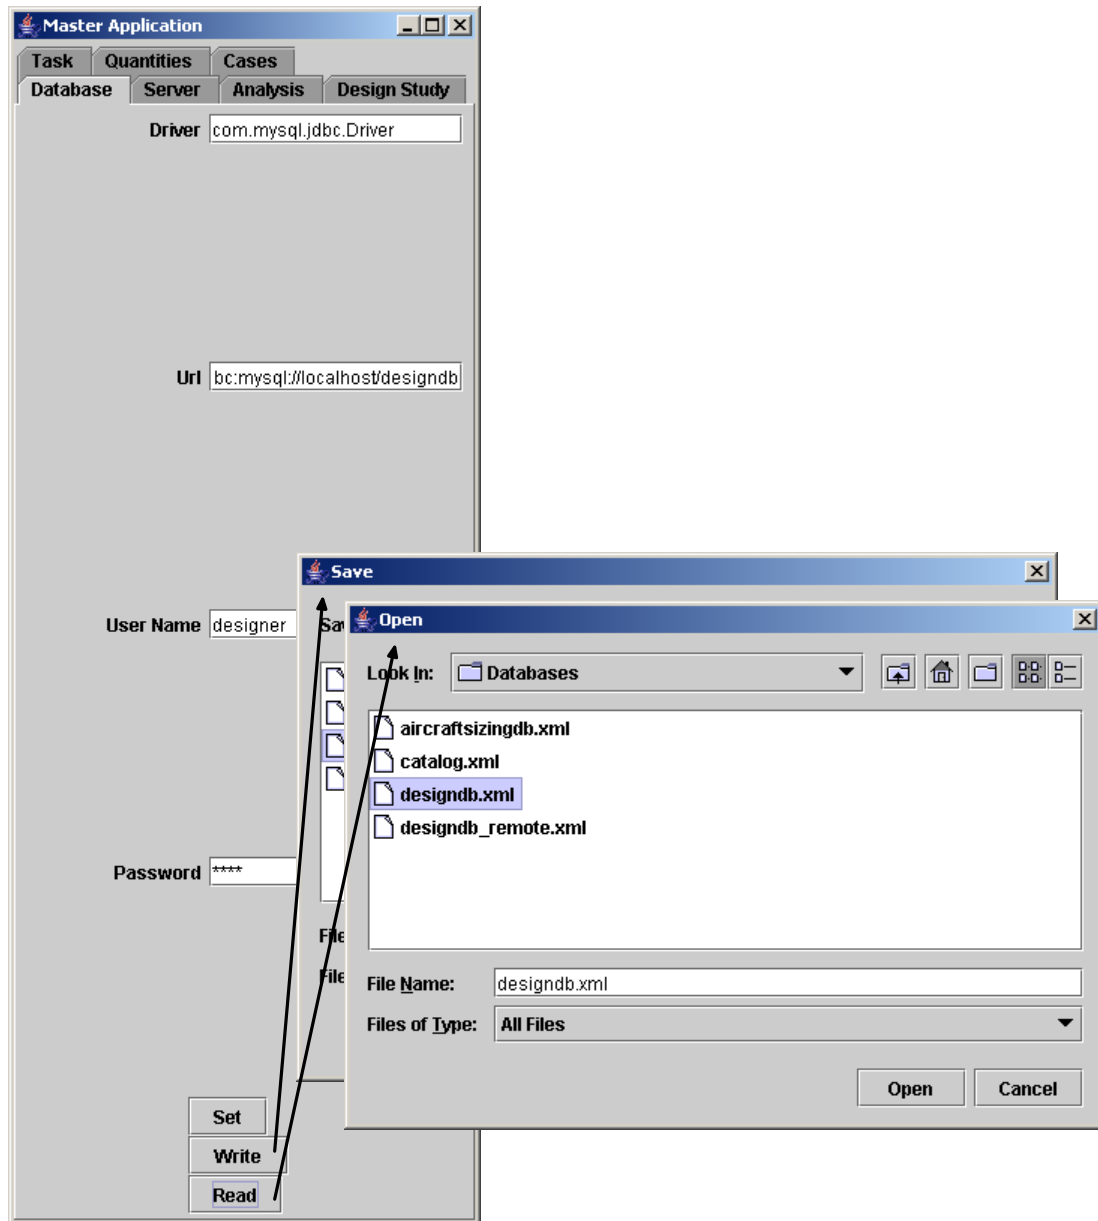 Master Application
Task Quantities Cases
Database Server Analysis Design Study
Driver com.mysql.jdbc.Driver
Url bc:mysql://localhost/designdb
User Name designer
Password ****
Set
Write
Read
Save
File
File
Open
Look In: Databases
aircraftsizingdb.xml
catalog.xml
designdb.xml
designdb_remote.xml
File Name: designdb.xml
Files of Type: All Files
Open Cancel